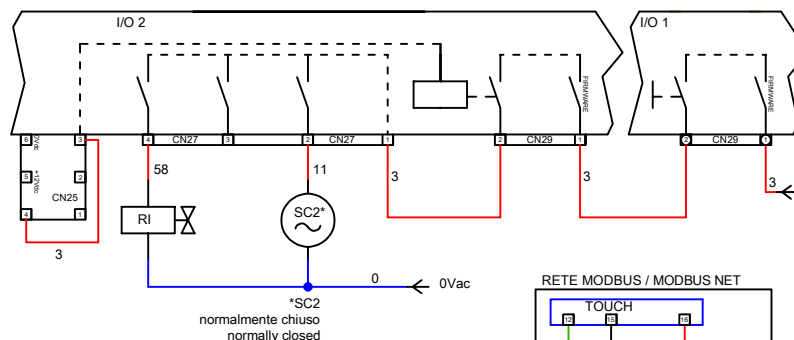 I/O 2
I/O 1
FIRMWARE
FIRMWARE
4
CN27
3
2
CN27
1
2
CN29
1
2
CN29
1
6
0Vdc
3
5
+12Vdc
2
CN25
4
1
58
11
3
3
3
RI
SC2*
3
0
0Vac
*SC2
normalmente chiuso
normally closed
RETE MODBUS / MODBUS NET
TOUCH
12
15
16